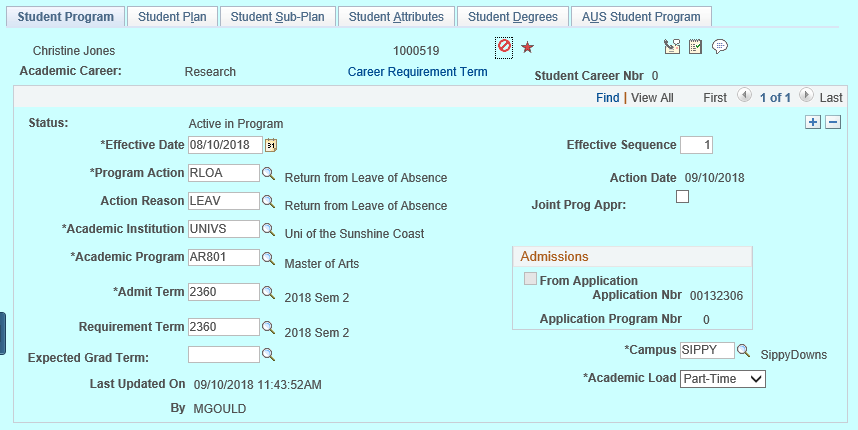 Student Program Student Plan Student Sub-Plan Student Attributes Student Degrees AUS Student Program
Christine Jones 1000519
Academic Career: Research Career Requirement Term Student Career Nbr 0
Find | View All First 1 of 1 Last
Status: Active in Program
*Effective Date 08/10/2018 31 Effective Sequence 1
*Program Action RLOA Return from Leave of Absence Action Date 09/10/2018
Action Reason LEAV Return from Leave of Absence Joint Prog Appr:
*Academic Institution UNIVS Uni of the Sunshine Coast
*Academic Program AR801 Master of Arts
Admissions
From Application
*Admit Term 2360 2018 Sem 2 Application Nbr 00132306
Requirement Term 2360 2018 Sem 2 Application Program Nbr 0
Expected Grad Term: *Campus SIPPY SippyDowns
Last Updated On 09/10/2018 11:43:52AM *Academic Load Part-Time
By MGOULD